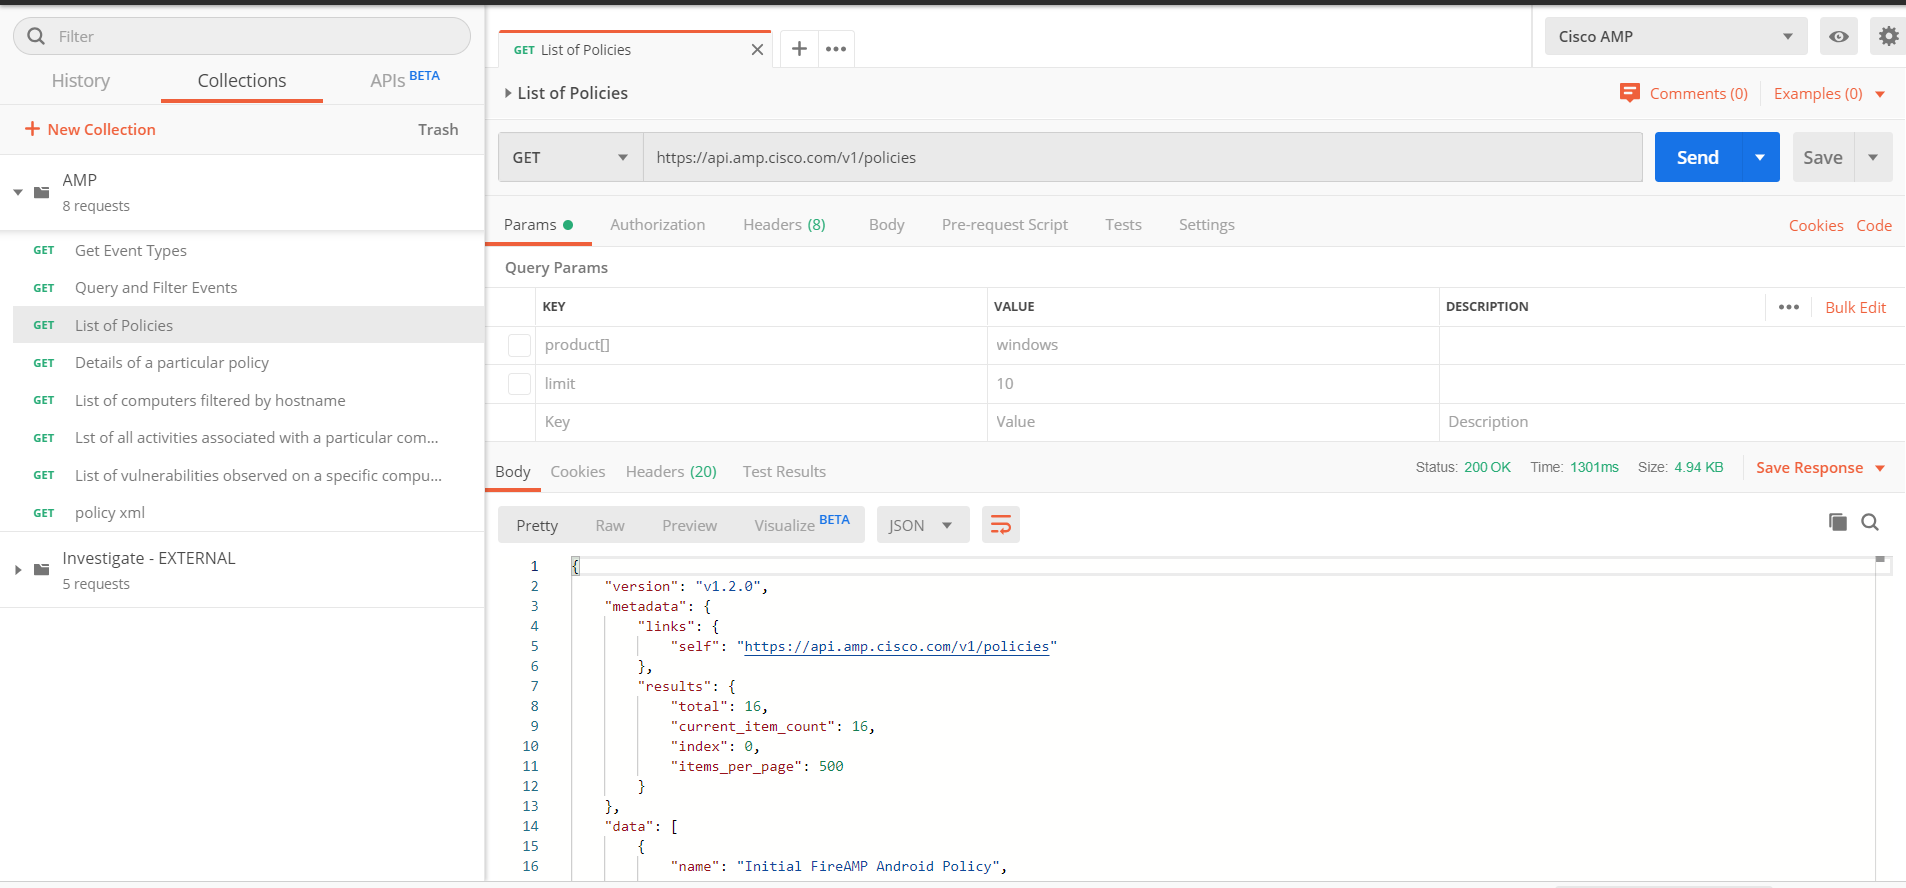 Filter
History Collections APIs BETA
+ New Collection Trash
AMP
8 requests
GET Get Event Types
GET Query and Filter Events
GET List of Policies
GET Details of a particular policy
GET List of computers filtered by hostname
GET Lst of all activities associated with a particular com...
GET List of vulnerabilities observed on a specific compu...
GET policy xml
Investigate - EXTERNAL
5 requests
GET List of Policies
Cisco AMP
List of Policies
Comments (0) Examples (0)
GET https://api.amp.cisco.com/v1/policies Send Save
Params Authorization Headers (8) Body Pre-request Script Tests Settings Cookies Code
Query Params
KEY VALUE DESCRIPTION Bulk Edit
product[] windows
limit 10
Key Value Description
Body Cookies Headers (20) Test Results Status: 200 OK Time: 1301ms Size: 4.94 KB Save Response
Pretty Raw Preview Visualize BETA JSON
1 {
2 "version": "v1.2.0",
3 "metadata": {
4 "links": {
5 "self": "https://api.amp.cisco.com/v1/policies"
6 },
7 "results": {
8 "total": 16,
9 "current_item_count": 16,
10 "index": 0,
11 "items_per_page": 500
12 }
13 },
14 "data": [
15 {
16 "name": "Initial FireAMP Android Policy",